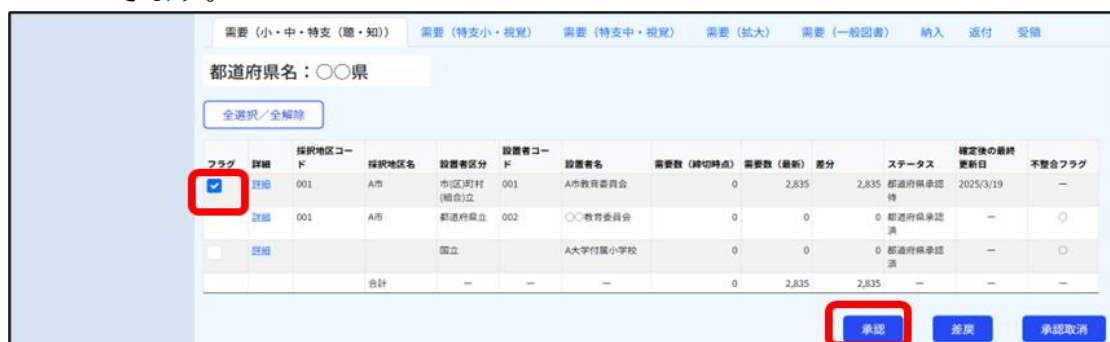 できます。
需要（小・中・特支（聴・知））　需要（特支小・視覚）　需要（特支中・視覚）　需要（拡大）　需要（一般図書）　納入　返付　受領
都道府県名：〇〇県
全選択／全解除
フラグ　詳細　採択地区コード　採択地区名　設置者区分　設置者コード　設置者名　需要数（締切時点）　需要数（最新）　差分　ステータス　確定後の最終更新日　不整合フラグ
詳細　001　A市　市(区)町村(組合)立　001　A市教育委員会　0　2,835　2,835　都道府県承認待　2025/3/19　―
詳細　001　A市　都道府県立　002　〇〇教育委員会　0　0　0　都道府県承認済　―　〇
詳細　国立　A大学付属小学校　0　0　0　都道府県承認済　―　〇
合計　―　―　―　0　2,835　2,835　―　―　―
承認　差戻　承認取消